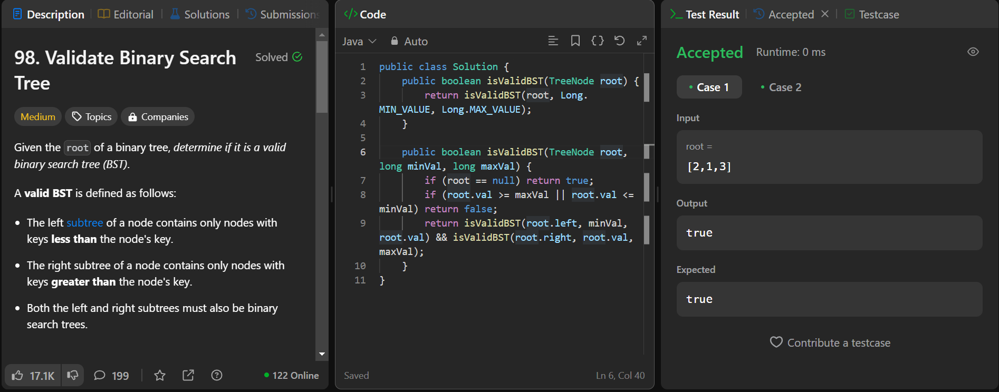 Description
Editorial
Solutions
Submissions
98. Validate Binary Search
Tree
Solved
Medium
Topics
Companies
Given the root of a binary tree, determine if it is a valid
binary search tree (BST).
A valid BST is defined as follows:
• The left subtree of a node contains only nodes with
keys less than the node's key.
• The right subtree of a node contains only nodes with
keys greater than the node's key.
• Both the left and right subtrees must also be binary
search trees.
17.1K
199
122 Online
</> Code
Java
Auto
1 public class Solution {
2 public boolean isValidBST(TreeNode root) {
3 return isValidBST(root, Long.
MIN_VALUE, Long.MAX_VALUE);
4 }
5
6 public boolean isValidBST(TreeNode root,
long minVal, long maxVal) {
7 if (root == null) return true;
8 if (root.val >= maxVal || root.val <=
minVal) return false;
9 return isValidBST(root.left, minVal,
root.val) && isValidBST(root.right, root.val,
maxVal);
10 }
11 }
Saved
Ln 6, Col 40
Test Result
Accepted
Testcase
Accepted
Runtime: 0 ms
• Case 1
• Case 2
Input
root =
[2,1,3]
Output
true
Expected
true
Contribute a testcase